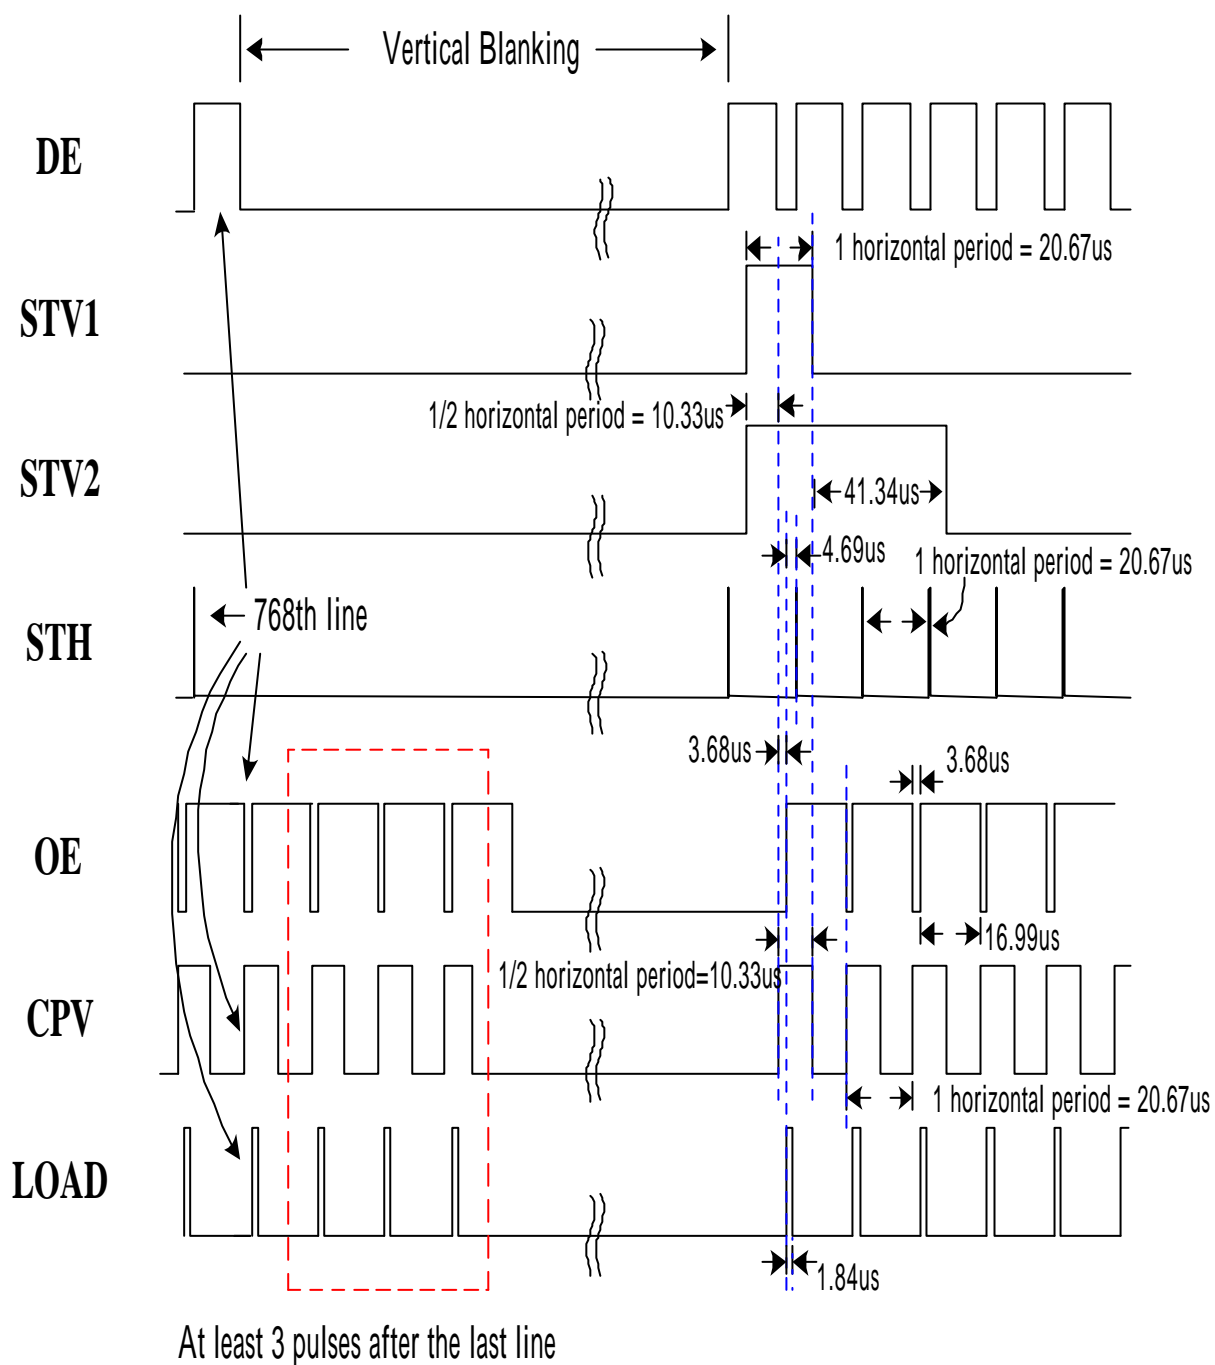 Vertical Blanking
DE
1 horizontal period = 20.67us
STV1
1/2 horizontal period = 10.33us
STV2
41.34us
4.69us
1 horizontal period = 20.67us
768th line
STH
3.68us
3.68us
OE
16.99us
1/2 horizontal period=10.33us
CPV
1 horizontal period = 20.67us
LOAD
1.84us
At least 3 pulses after the last line